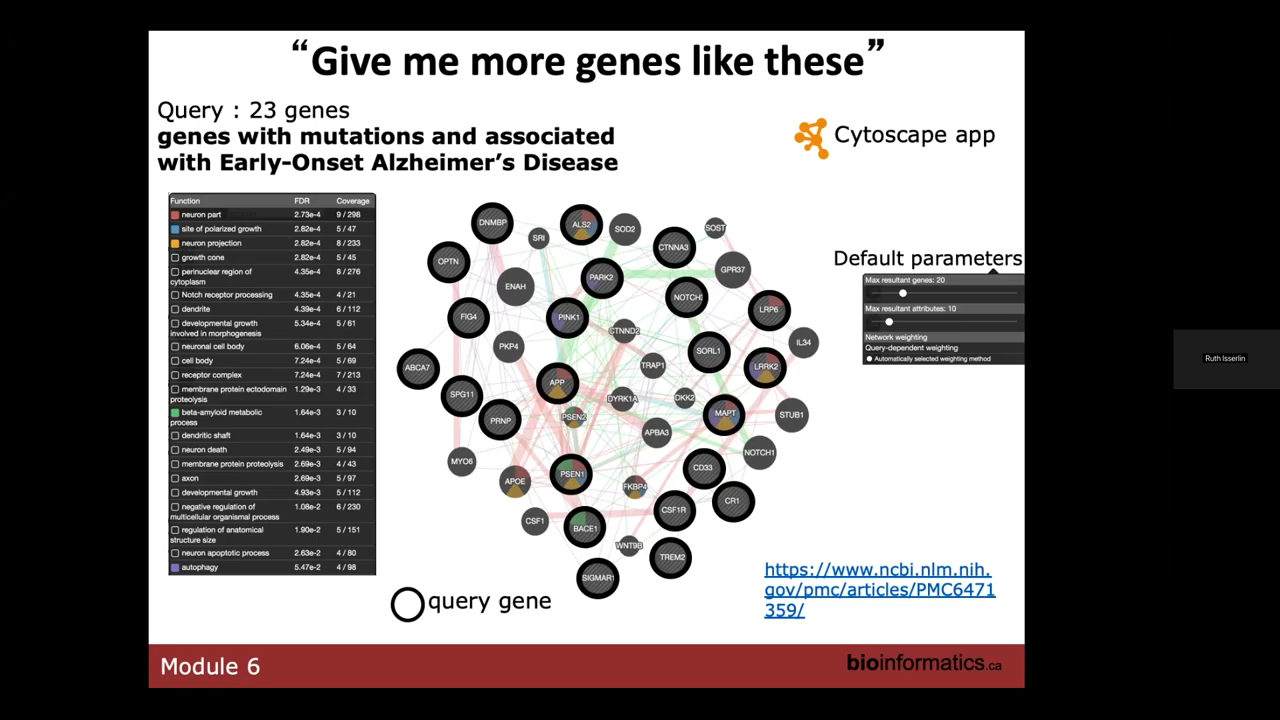 “Give me more genes like these”
Query : 23 genes
genes with mutations and associated
with Early-Onset Alzheimer’s Disease
Cytoscape app
Function FDR Coverage
neuron part 2.73e-4 9 / 298
site of polarized growth 2.82e-4 5 / 47
neuron projection 2.82e-4 8 / 233
growth cone 2.82e-4 5 / 45
perinuclear region of
cytoplasm 4.35e-4 8 / 276
Notch receptor processing 4.35e-4 4 / 21
dendrite 4.39e-4 6 / 112
developmental growth
involved in morphogenesis 5.34e-4 5 / 61
neuronal cell body 6.06e-4 5 / 64
cell body 7.24e-4 5 / 69
receptor complex 7.24e-4 7 / 213
membrane protein ectodomain
proteolysis 1.29e-3 4 / 33
beta-amyloid metabolic
process 1.64e-3 3 / 10
dendritic shaft 1.64e-3 3 / 10
neuron death 2.49e-3 5 / 94
membrane protein proteolysis 2.69e-3 4 / 43
axon 2.69e-3 5 / 97
developmental growth 4.93e-3 5 / 112
negative regulation of
multicellular organismal process 1.08e-2 6 / 230
regulation of anatomical
structure size 1.90e-2 5 / 151
neuron apoptotic process 2.63e-2 4 / 80
autophagy 5.47e-2 4 / 98
DNMBP
SRI
ALS2
SOD2
CTNNA3
SOST
OPTN
ENAH
PARK2
NOTCH3
GPR37
FIG4
PINK1
CTNND2
LRP6
PKP4
TRAP1
SORL1
IL34
ABCA7
APP
LRRK2
SPG11
PRNP
PSEN2
DYRK1A
DKK2
MAPT
STUB1
APBA3
MYO6
APOE
PSEN1
FKBP4
CD33
NOTCH1
CSF1
BACE1
CSF1R
CR1
WNT9B
TREM2
SIGMAR1
query gene
Default parameters
Max resultant genes: 20
Max resultant attributes: 10
Network weighting
Query-dependent weighting
Automatically selected weighting method
https://www.ncbi.nlm.nih.
gov/pmc/articles/PMC6471
359/
Module 6
bioinformatics.ca
Ruth Isserlin